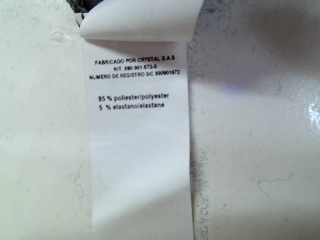 FABRICADO POR CRYSTAL S.A.S
NIT. 890.901.672-5
NUMERO DE REGISTRO SIC 890901672
95 % poliester/polyester
5 % elastano/elastane